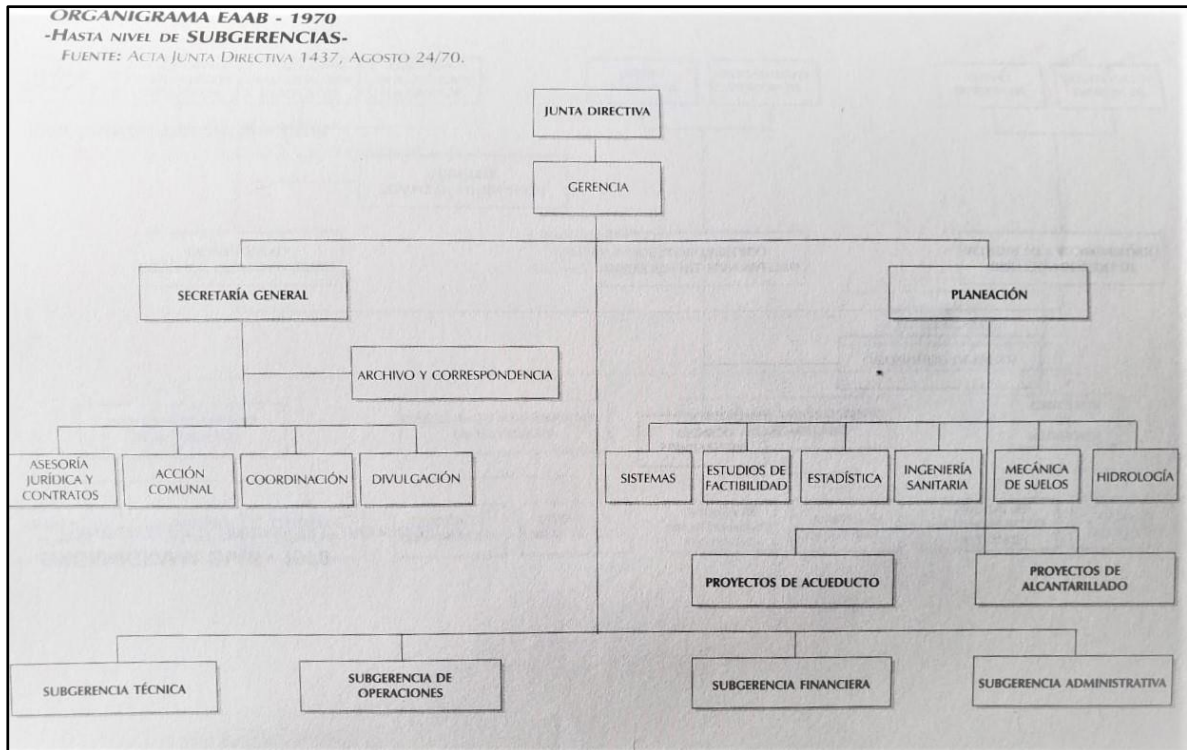 ORGANIGRAMA EAAB - 1970
-HASTA NIVEL DE SUBGERENCIAS-
FUENTE: ACTA JUNTA DIRECTIVA 1437, AGOSTO 24/70.
JUNTA DIRECTIVA
GERENCIA
SECRETARÍA GENERAL
PLANEACIÓN
ARCHIVO Y CORRESPONDENCIA
ASESORÍA
JURÍDICA Y
CONTRATOS
ACCIÓN
COMUNAL
COORDINACIÓN
DIVULGACIÓN
SISTEMAS
ESTUDIOS DE
FACTIBILIDAD
ESTADÍSTICA
INGENIERÍA
SANITARIA
MECÁNICA
DE SUELOS
HIDROLOGÍA
PROYECTOS DE ACUEDUCTO
PROYECTOS DE
ALCANTARILLADO
SUBGERENCIA TÉCNICA
SUBGERENCIA DE
OPERACIONES
SUBGERENCIA FINANCIERA
SUBGERENCIA ADMINISTRATIVA